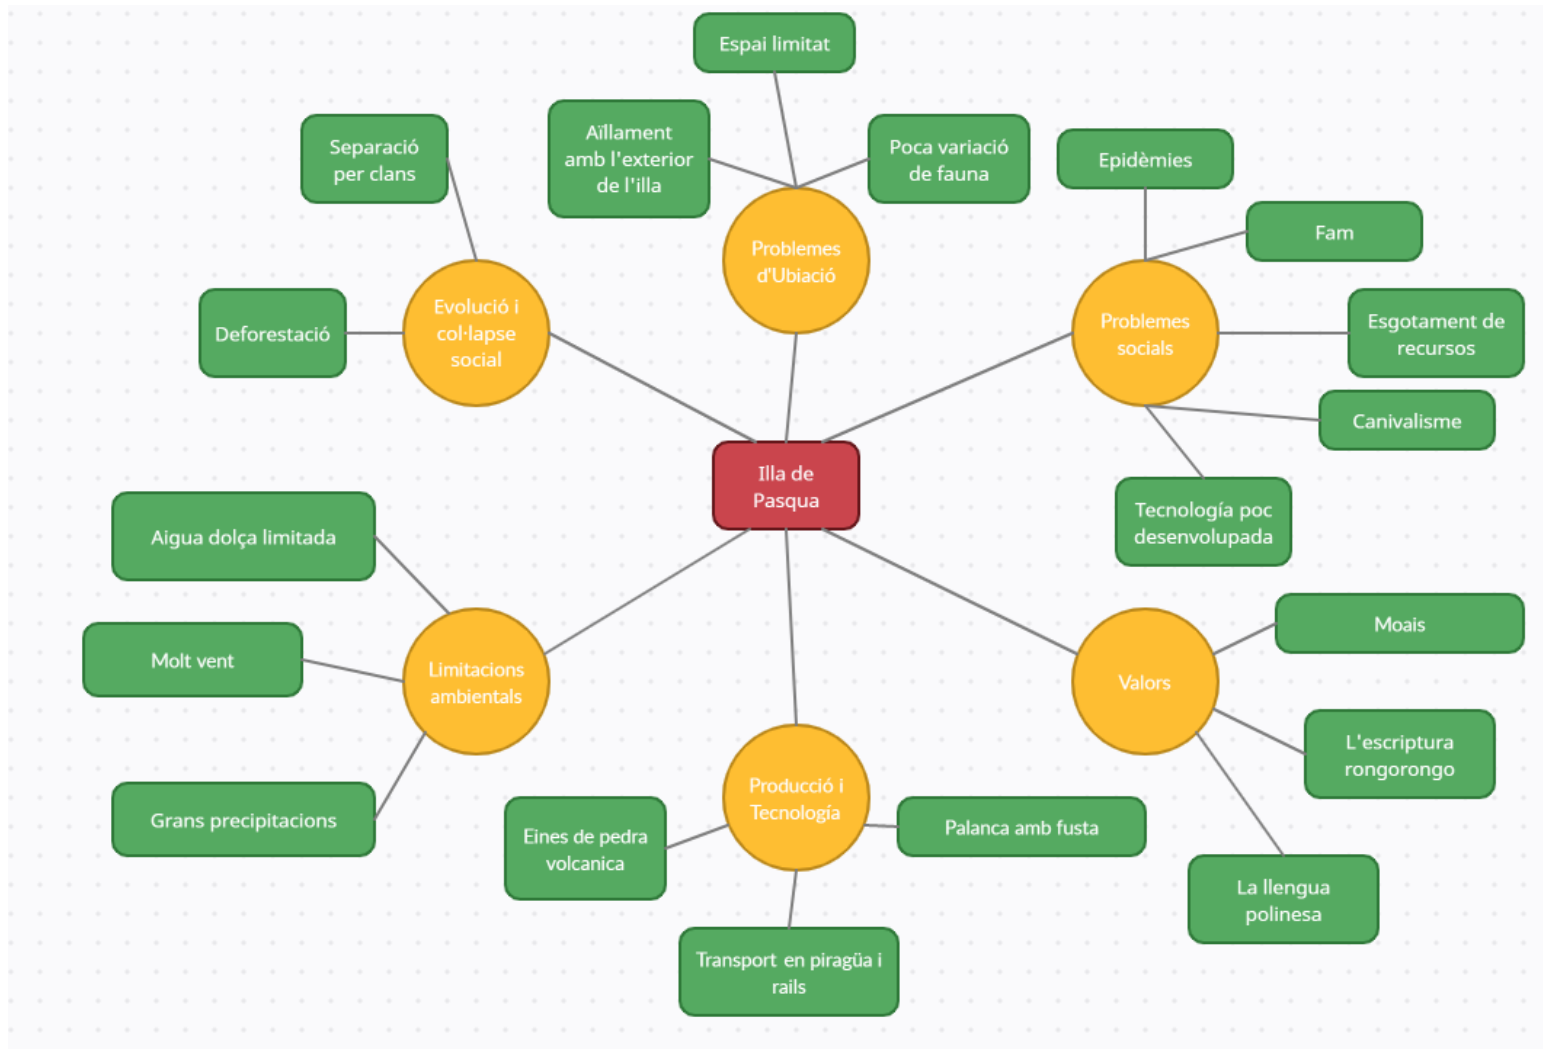 Espai limitat
Aïllament
amb l'exterior
de l'illa
Poca variació
de fauna
Problemes
d'Ubiació
Separació
per clans
Deforestació
Evolució i
col·lapse
social
Epidèmies
Fam
Problemes
socials
Esgotament de
recursos
Canivalisme
Tecnología poc
desenvolupada
Illa de
Pasqua
Aigua dolça limitada
Molt vent
Limitacions
ambientals
Grans precipitacions
Producció i
Tecnología
Eines de pedra
volcanica
Palanca amb fusta
Transport en piragüa i
rails
Valors
Moais
L'escriptura
rongorongo
La llengua
polinesa